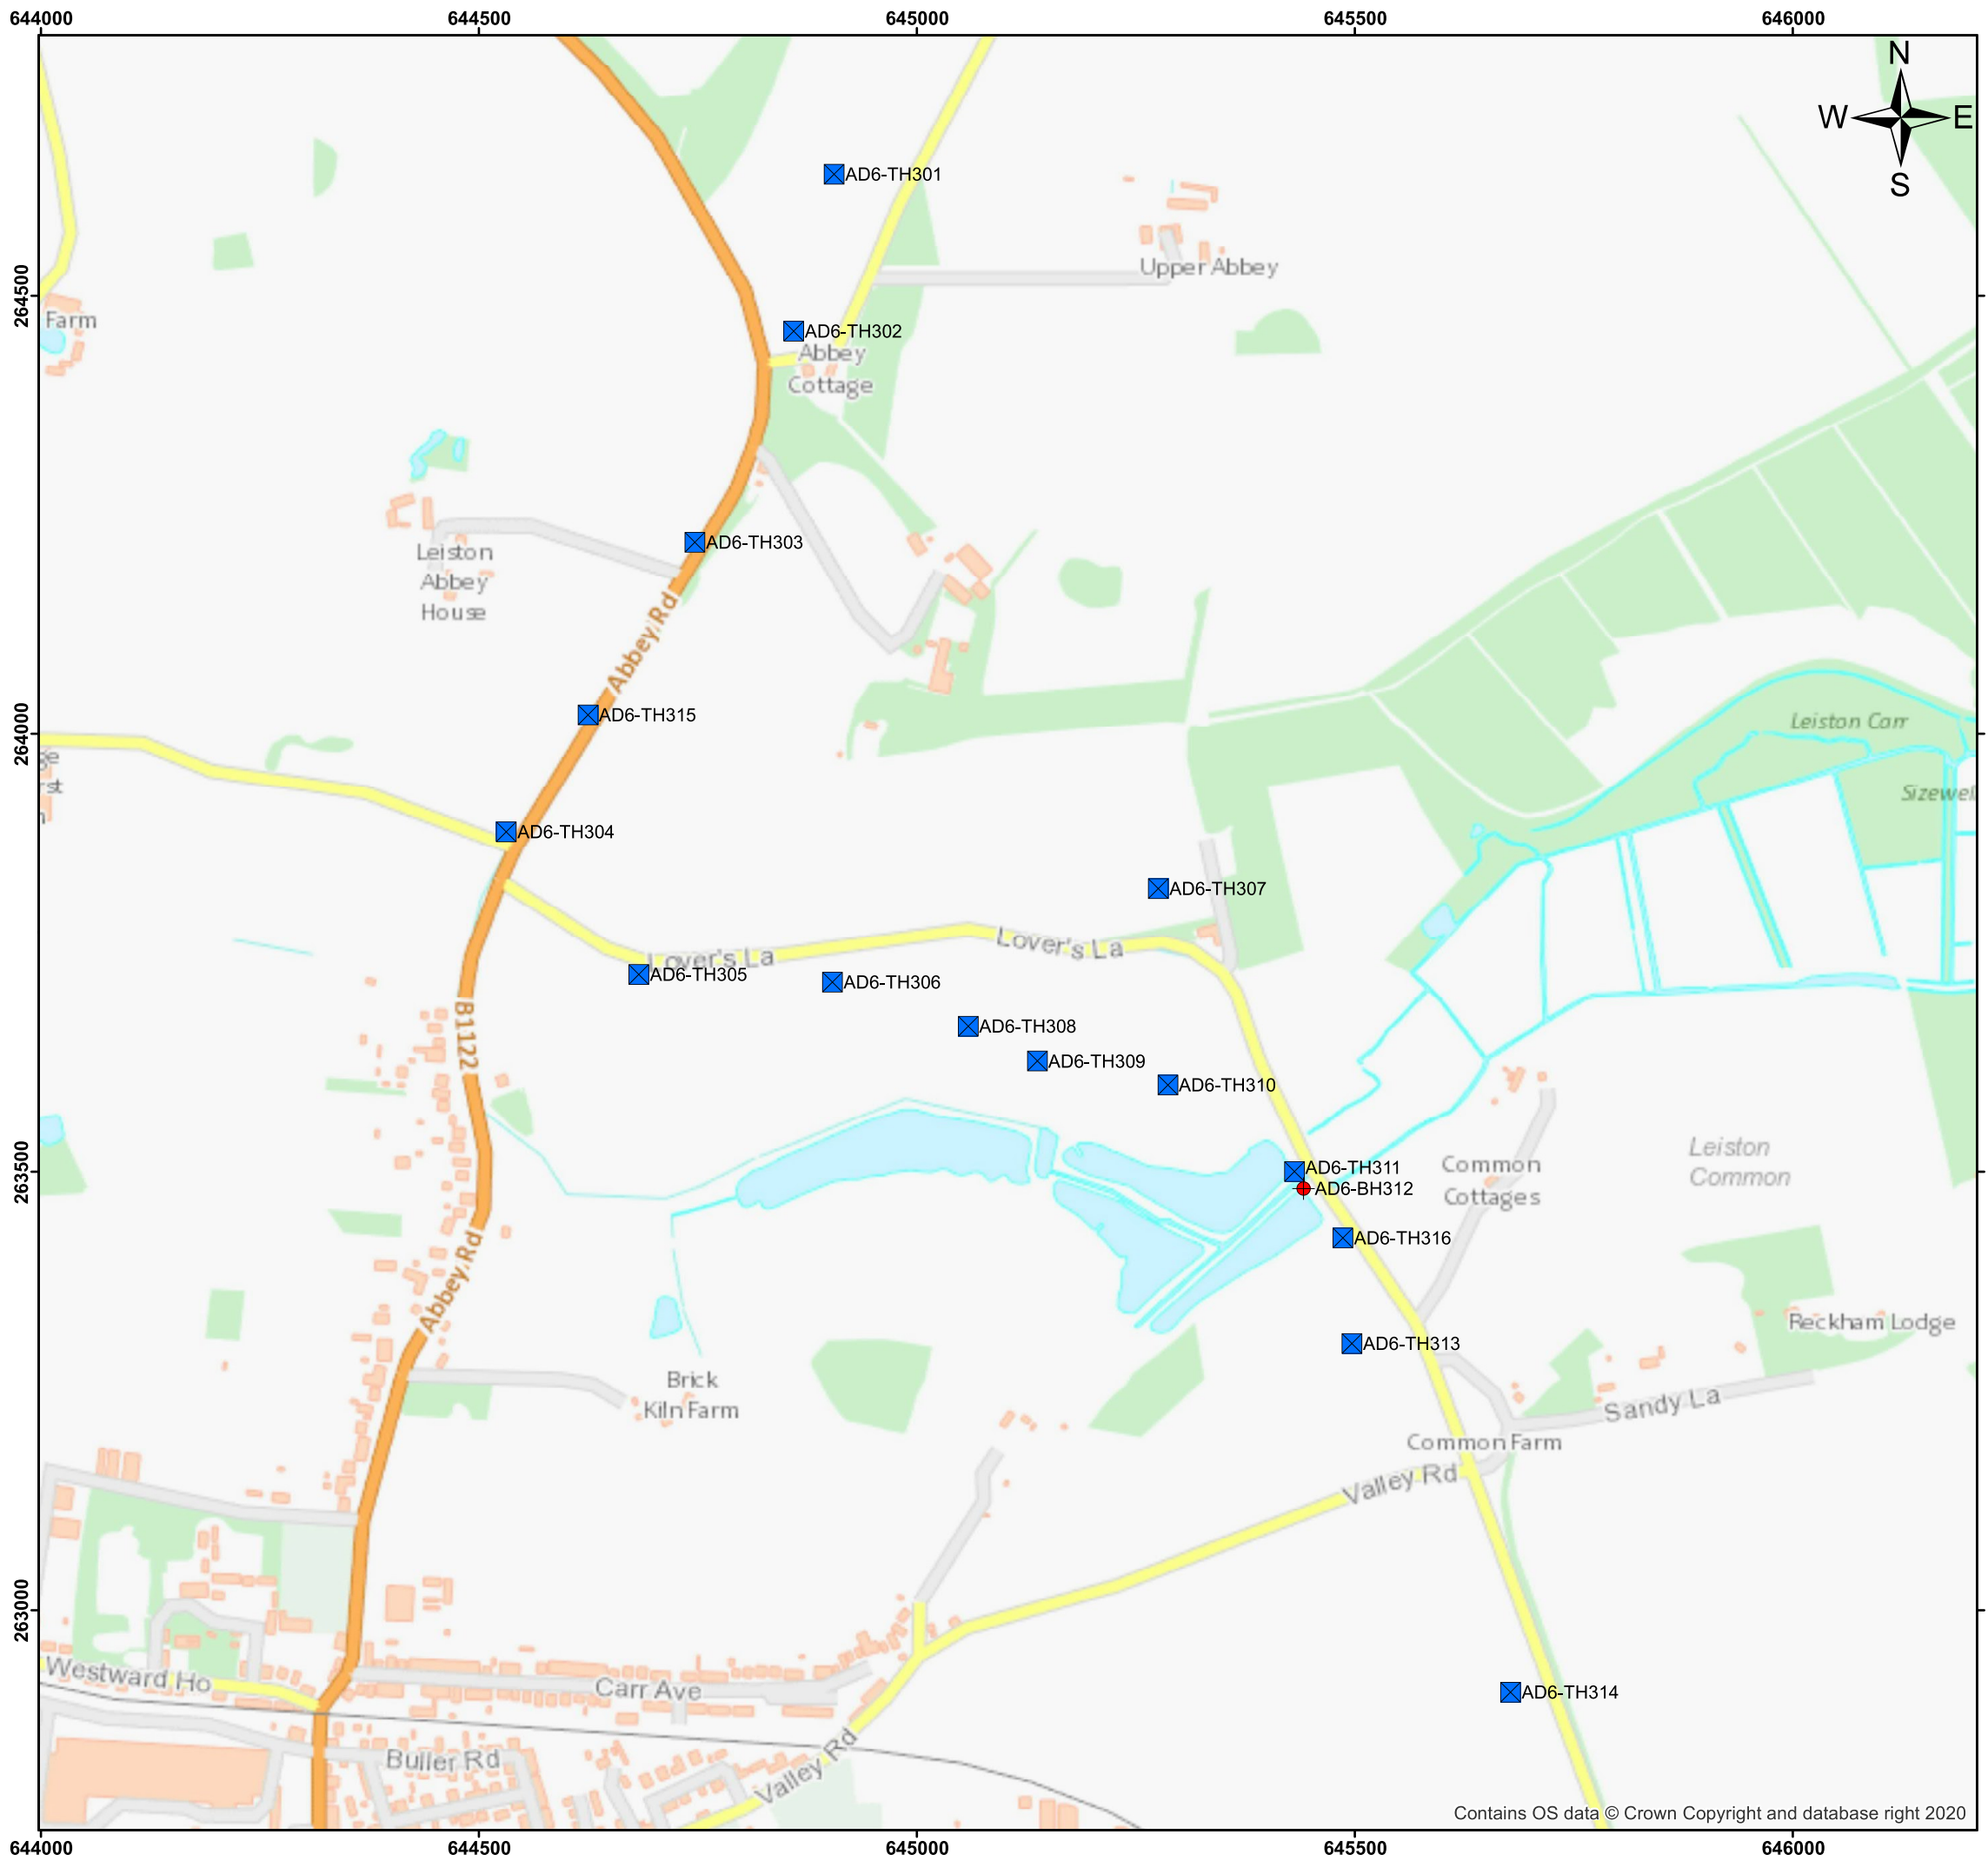 644000
644500
645000
645500
646000
N
W
E
S
AD6-TH301
264500
Upper Abbey
Farm
AD6-TH302
Abbey
Cottage
AD6-TH303
Leiston
Abbey
House
Abbey Rd
AD6-TH315
264000
Leiston Carr
Sizewel
AD6-TH304
AD6-TH307
Lover's La
Lover's La
AD6-TH305
AD6-TH306
B1122
AD6-TH308
AD6-TH309
AD6-TH310
263500
AD6-TH311
AD6-BH312
Common
Cottages
Leiston
Common
AD6-TH316
Abbey Rd
AD6-TH313
Reckham Lodge
Brick
Kiln Farm
Sandy La
Common Farm
Valley Rd
263000
Westward Ho
Carr Ave
AD6-TH314
Buller Rd
Valley Rd
Contains OS data © Crown Copyright and database right 2020
644000
644500
645000
645500
646000